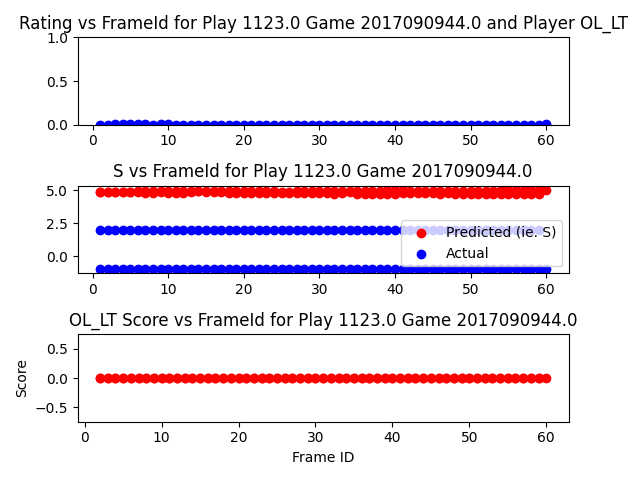 Rating vs FrameId for Play 1123.0 Game 2017090944.0 and Player OL_LT
1.0
0.5
0.0
0 10 20 30 40 50 60
S vs FrameId for Play 1123.0 Game 2017090944.0
5.0
2.5
0.0
Predicted (ie. S)
Actual
0 10 20 30 40 50 60
OL_LT Score vs FrameId for Play 1123.0 Game 2017090944.0
0.5
0.0
−0.5
Score
0 10 20 30 40 50 60
Frame ID